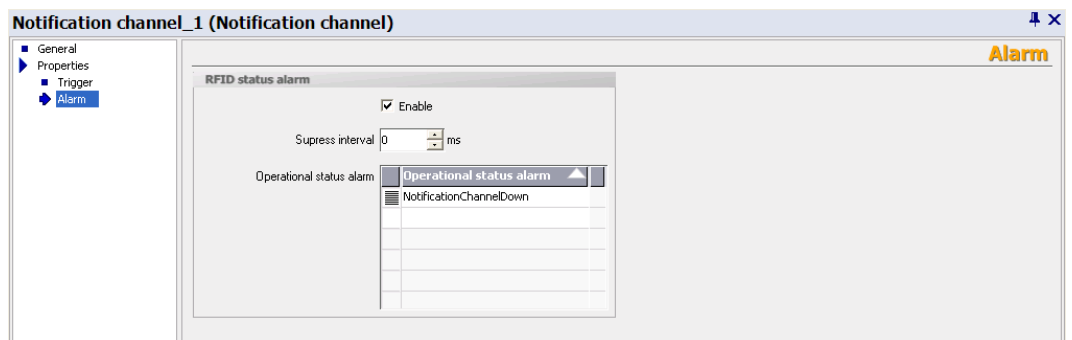 Notification channel_1 (Notification channel)
General
Properties
Trigger
Alarm
Alarm
RFID status alarm
Enable
Supress interval 0 ms
Operational status alarm Operational status alarm
NotificationChannelDown